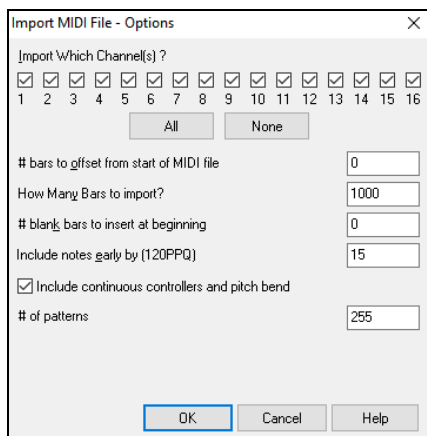 Import MIDI File - Options
Import Which Channel(s) ?
1 2 3 4 5 6 7 8 9 10 11 12 13 14 15 16
All None
# bars to offset from start of MIDI file 0
How Many Bars to import? 1000
# blank bars to insert at beginning 0
Include notes early by (120PPQ) 15
Include continuous controllers and pitch bend
# of patterns 255
OK Cancel Help